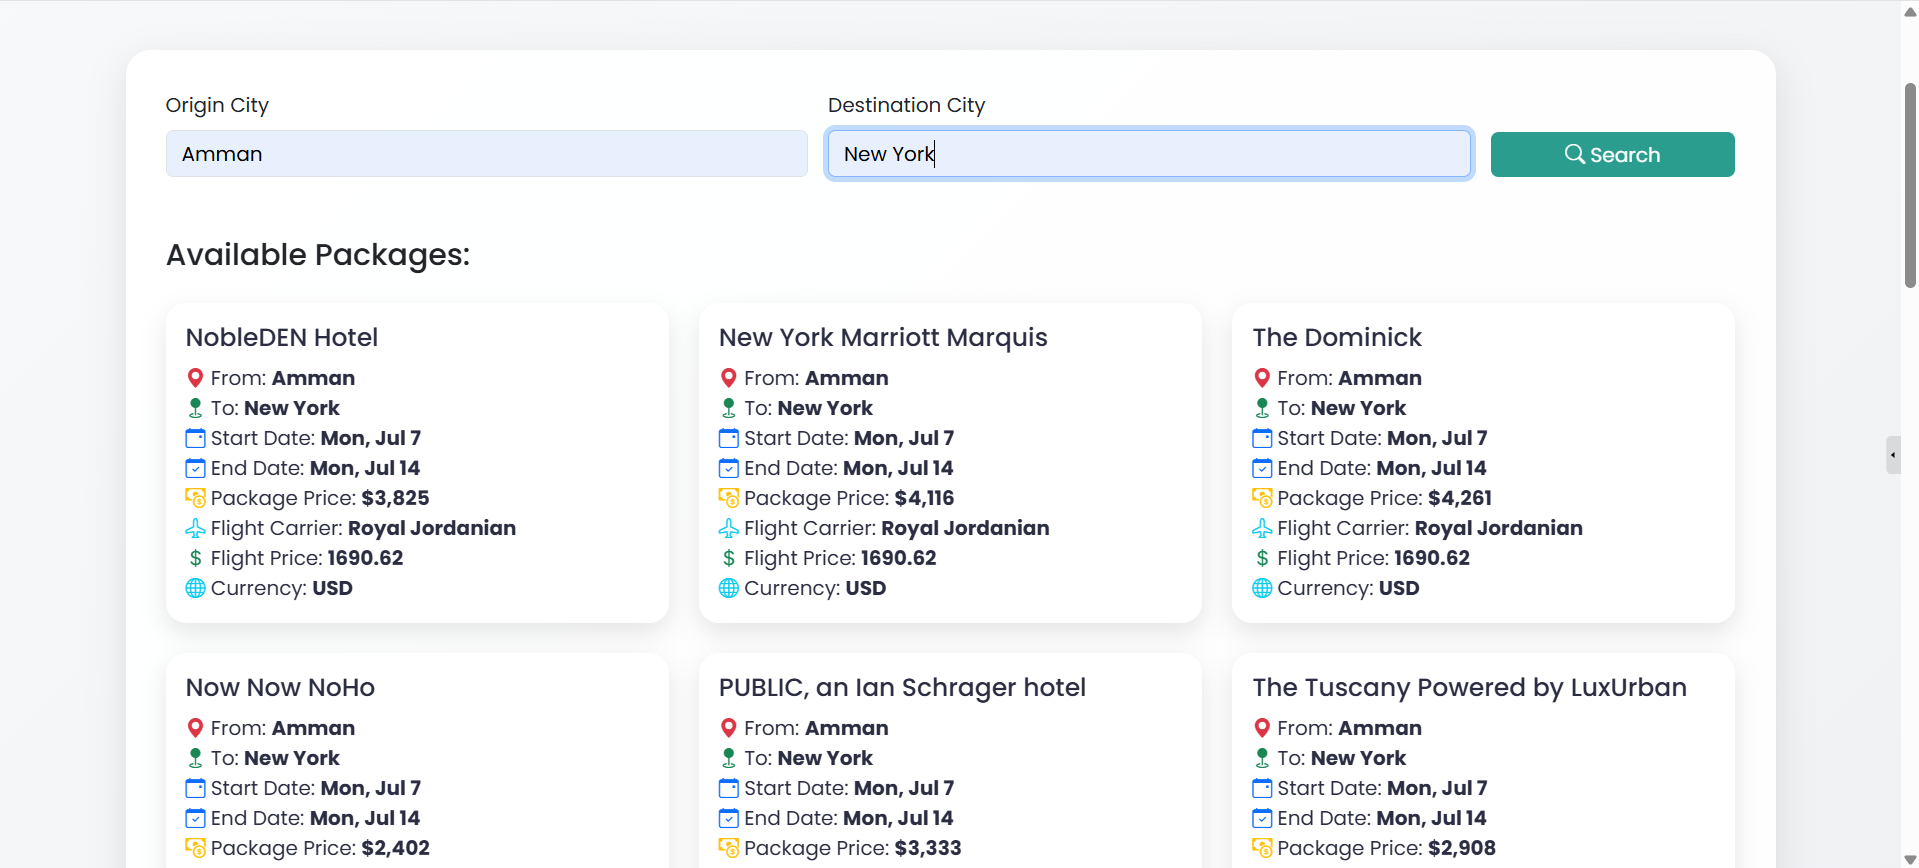 Origin City
Destination City
Amman
New York
Search
Available Packages:
NobleDEN Hotel
From: Amman
To: New York
Start Date: Mon, Jul 7
End Date: Mon, Jul 14
Package Price: $3,825
Flight Carrier: Royal Jordanian
$ Flight Price: 1690.62
Currency: USD
New York Marriott Marquis
From: Amman
To: New York
Start Date: Mon, Jul 7
End Date: Mon, Jul 14
Package Price: $4,116
Flight Carrier: Royal Jordanian
$ Flight Price: 1690.62
Currency: USD
The Dominick
From: Amman
To: New York
Start Date: Mon, Jul 7
End Date: Mon, Jul 14
Package Price: $4,261
Flight Carrier: Royal Jordanian
$ Flight Price: 1690.62
Currency: USD
Now Now NoHo
From: Amman
To: New York
Start Date: Mon, Jul 7
End Date: Mon, Jul 14
Package Price: $2,402
PUBLIC, an Ian Schrager hotel
From: Amman
To: New York
Start Date: Mon, Jul 7
End Date: Mon, Jul 14
Package Price: $3,333
The Tuscany Powered by LuxUrban
From: Amman
To: New York
Start Date: Mon, Jul 7
End Date: Mon, Jul 14
Package Price: $2,908